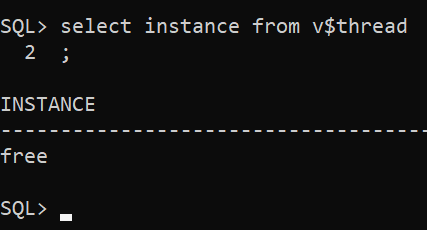 SQL> select instance from v$thread
  2  ;
INSTANCE
------------------------------------
free
SQL>